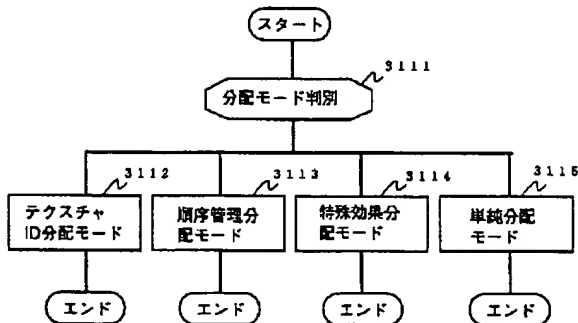 スタート
3111
分配モード判別
3112
3113
3114
3115
テクスチャ
ID分配モード
順序管理分
配モード
特殊効果分
配モード
単純分配
モード
エンド
エンド
エンド
エンド